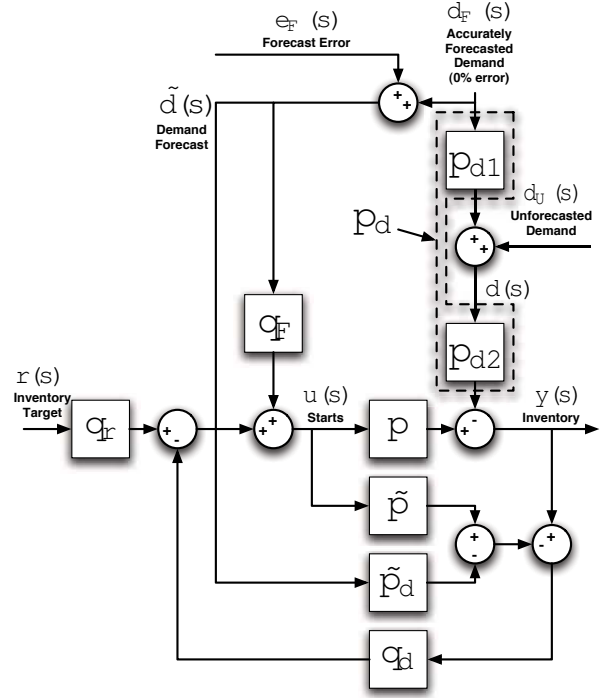 e_F (s)
Forecast Error
d_F (s)
Accurately
Forecasted
Demand
(0% error)
d̃(s)
Demand
Forecast
+
+
p_d1
d_U (s)
Unforecasted
Demand
p_d
+
+
d(s)
q_F
p_d2
r(s)
Inventory
Target
u(s)
Starts
y(s)
Inventory
q_r
+
-
+
+
p
-
+
p̃
+
-
-
+
p̃_d
q_d